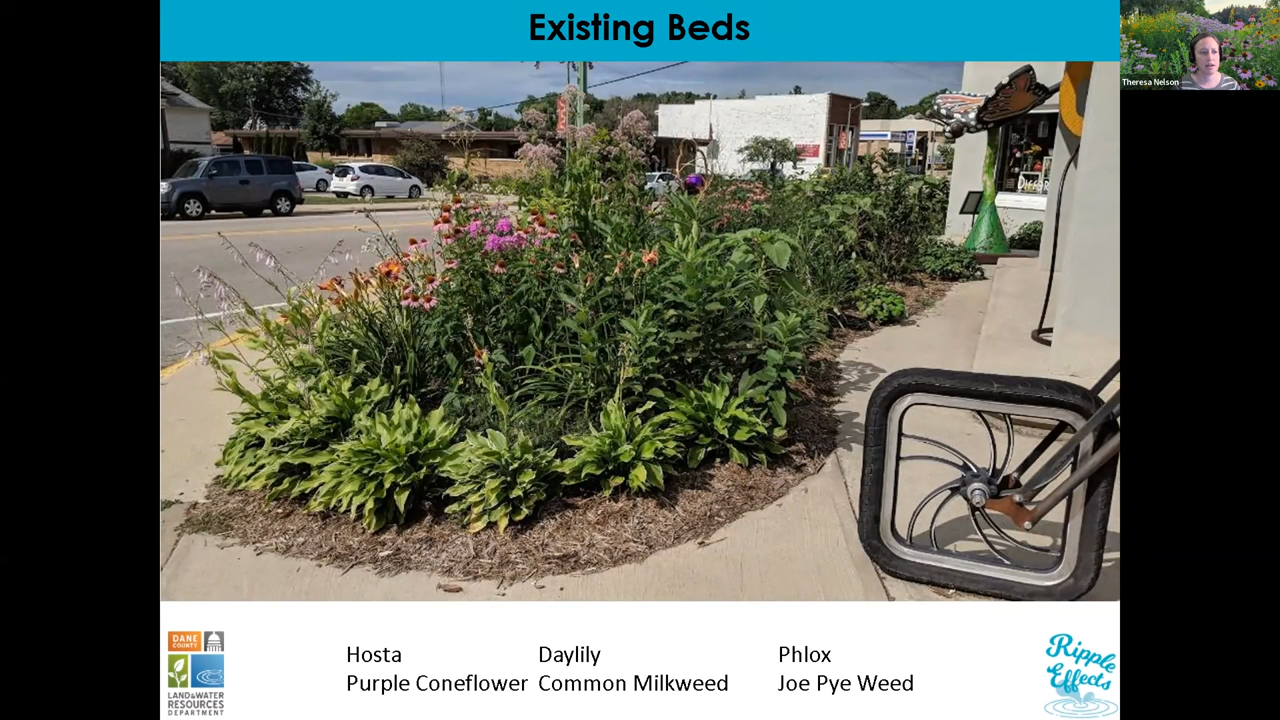 Existing Beds
Theresa Nelson
Hosta
Daylily
Phlox
Purple Coneflower
Common Milkweed
Joe Pye Weed
DANE
COUNTY
LAND&WATER
RESOURCES
DEPARTMENT
Ripple
Effects